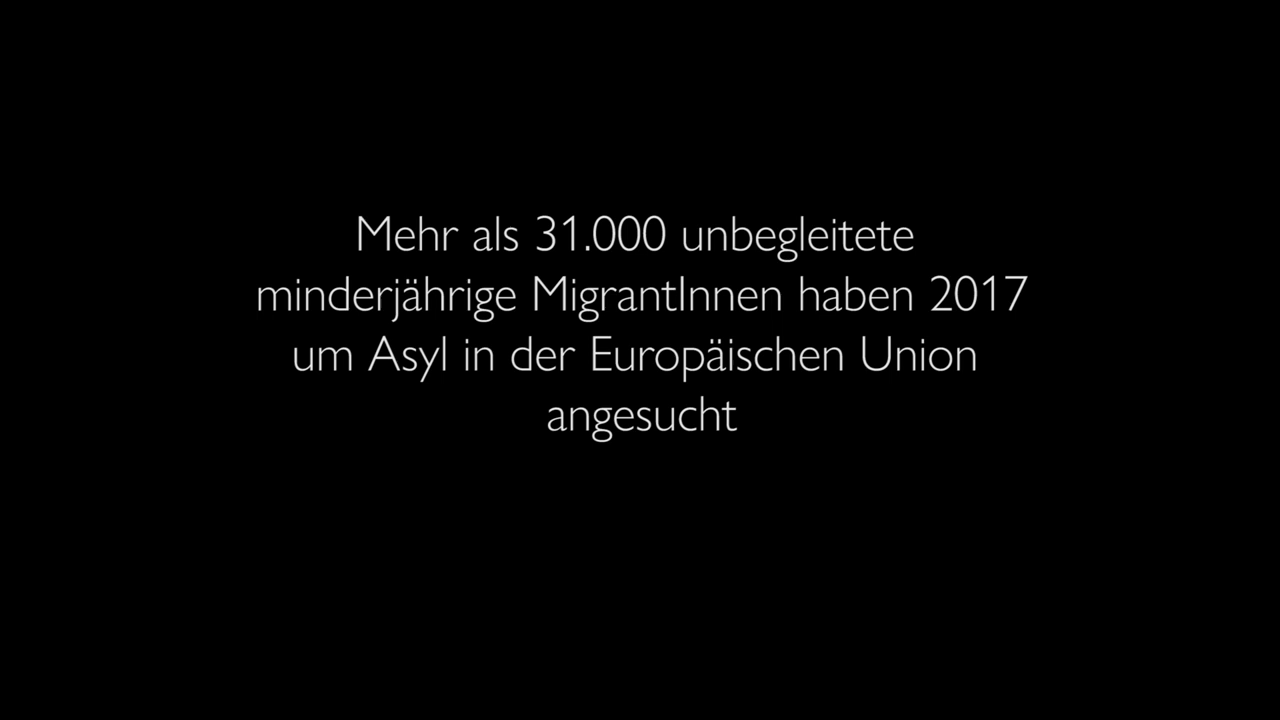 Mehr als 31.000 unbegleitete
minderjährige MigrantInnen haben 2017
um Asyl in der Europäischen Union
angesucht